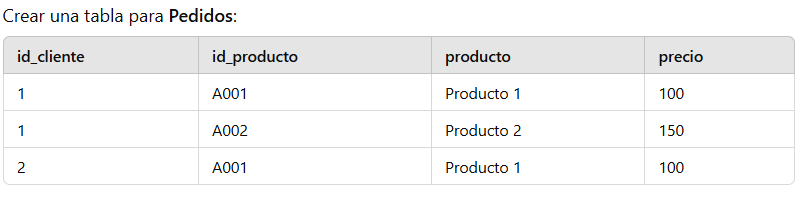 Crear una tabla para Pedidos:
id_cliente id_producto producto precio
1 A001 Producto 1 100
1 A002 Producto 2 150
2 A001 Producto 1 100